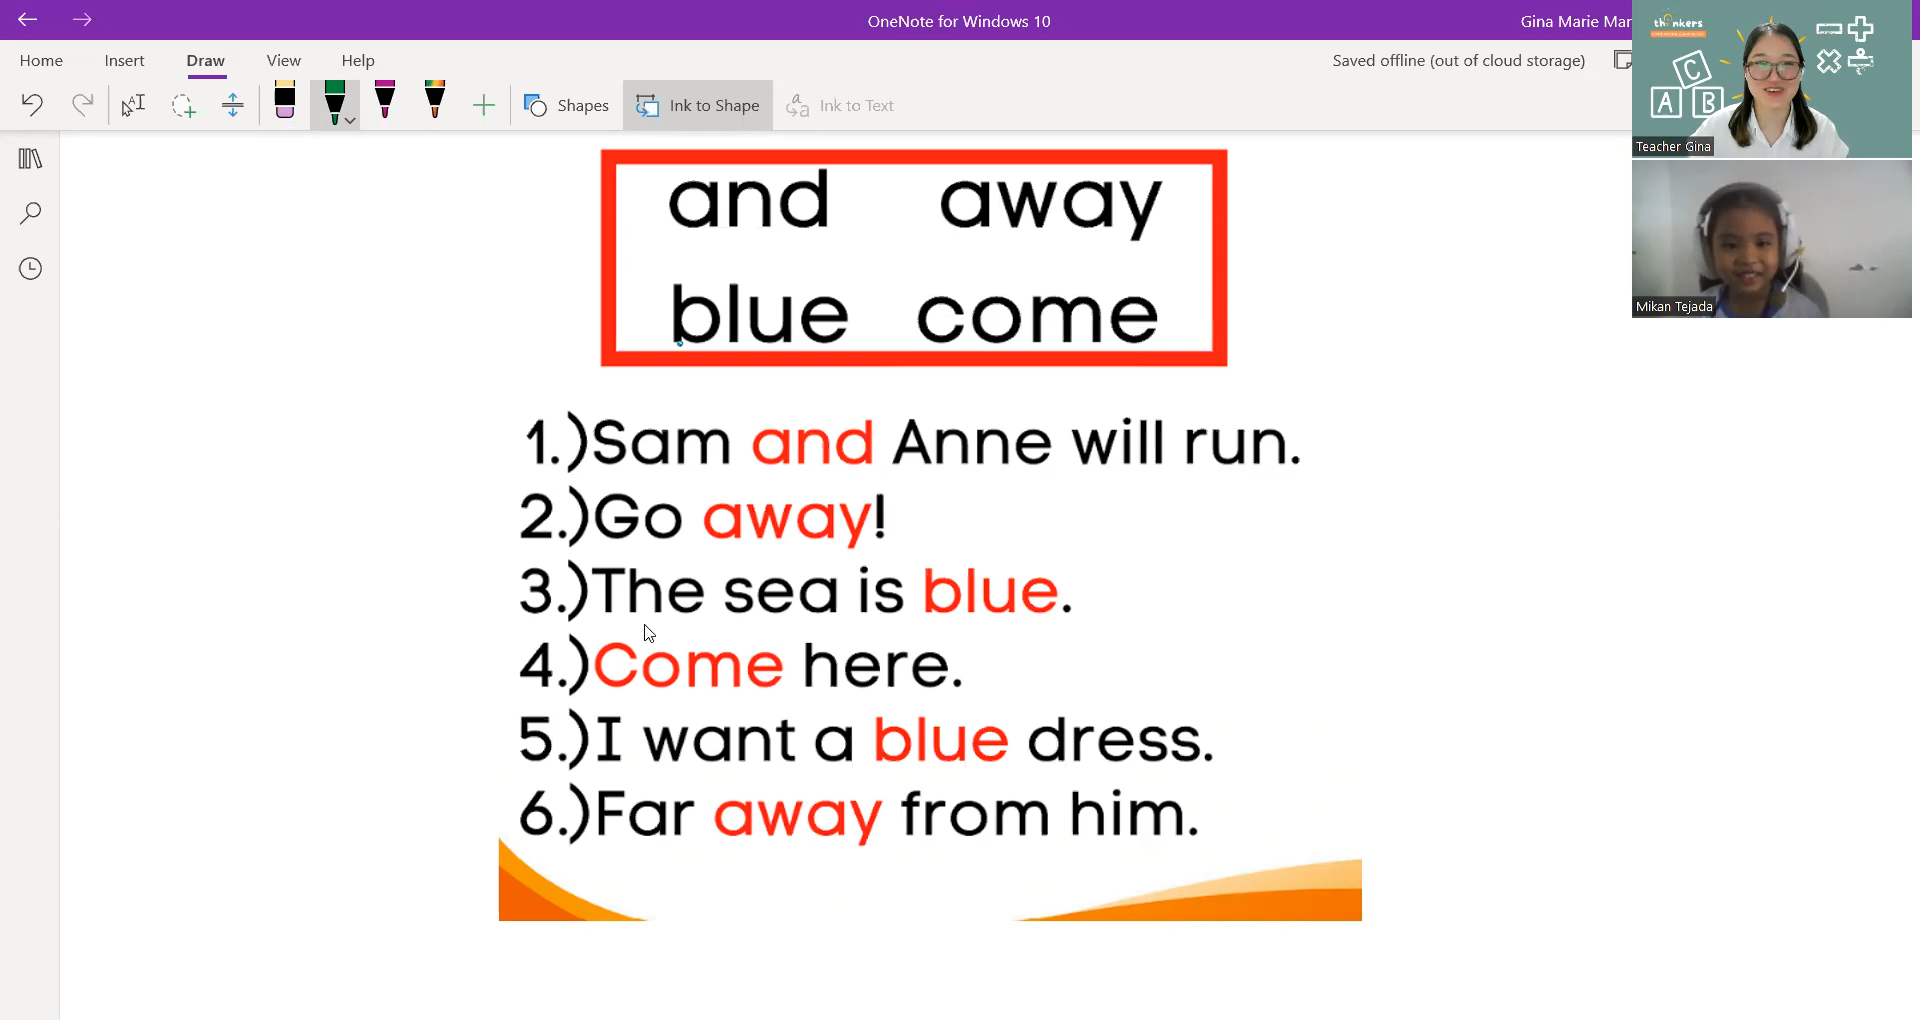 OneNote for Windows 10
Gina Marie Mar
Home Insert Draw View Help
Saved offline (out of cloud storage)
Shapes Ink to Shape Ink to Text
thinkers
C
A B
Teacher Gina
Mikan Tejada
and away
blue come
1.)Sam and Anne will run.
2.)Go away!
3.)The sea is blue.
4.)Come here.
5.)I want a blue dress.
6.)Far away from him.